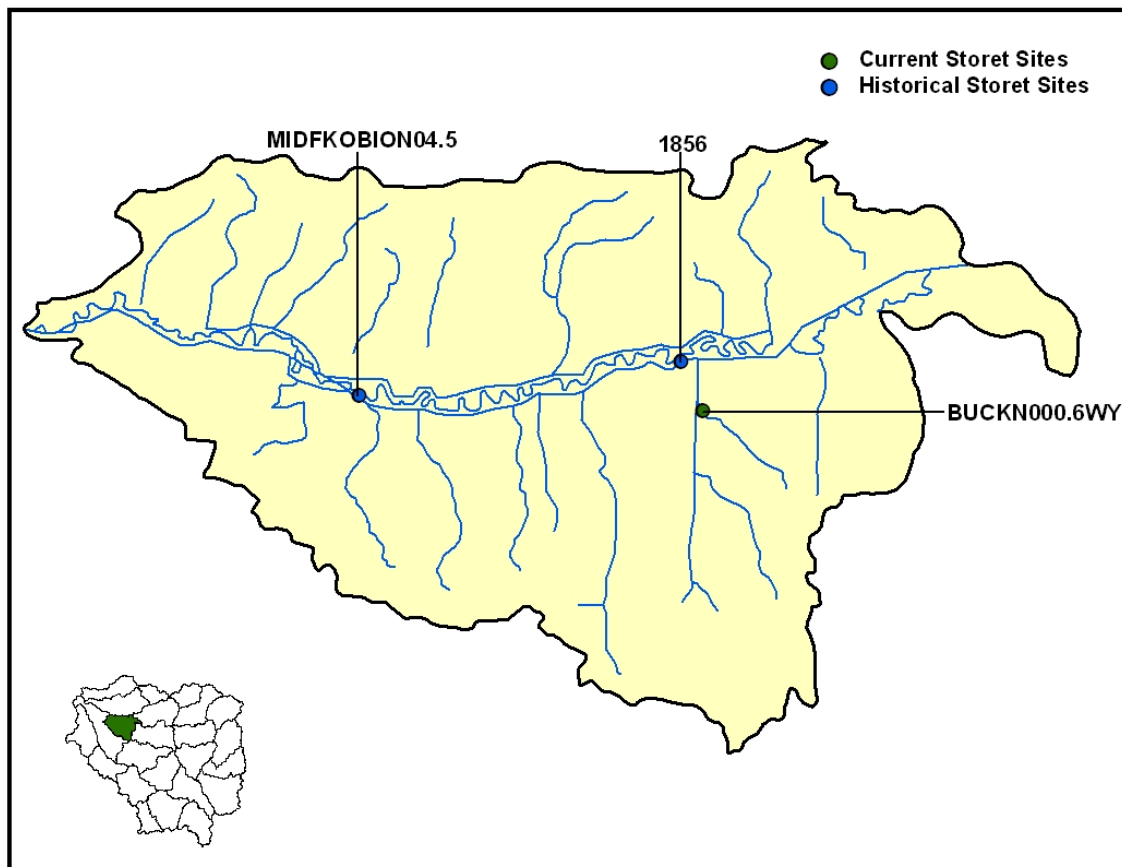 Current Storet Sites
Historical Storet Sites
MIDFKOBION04.5
1856
BUCKN000.6WY